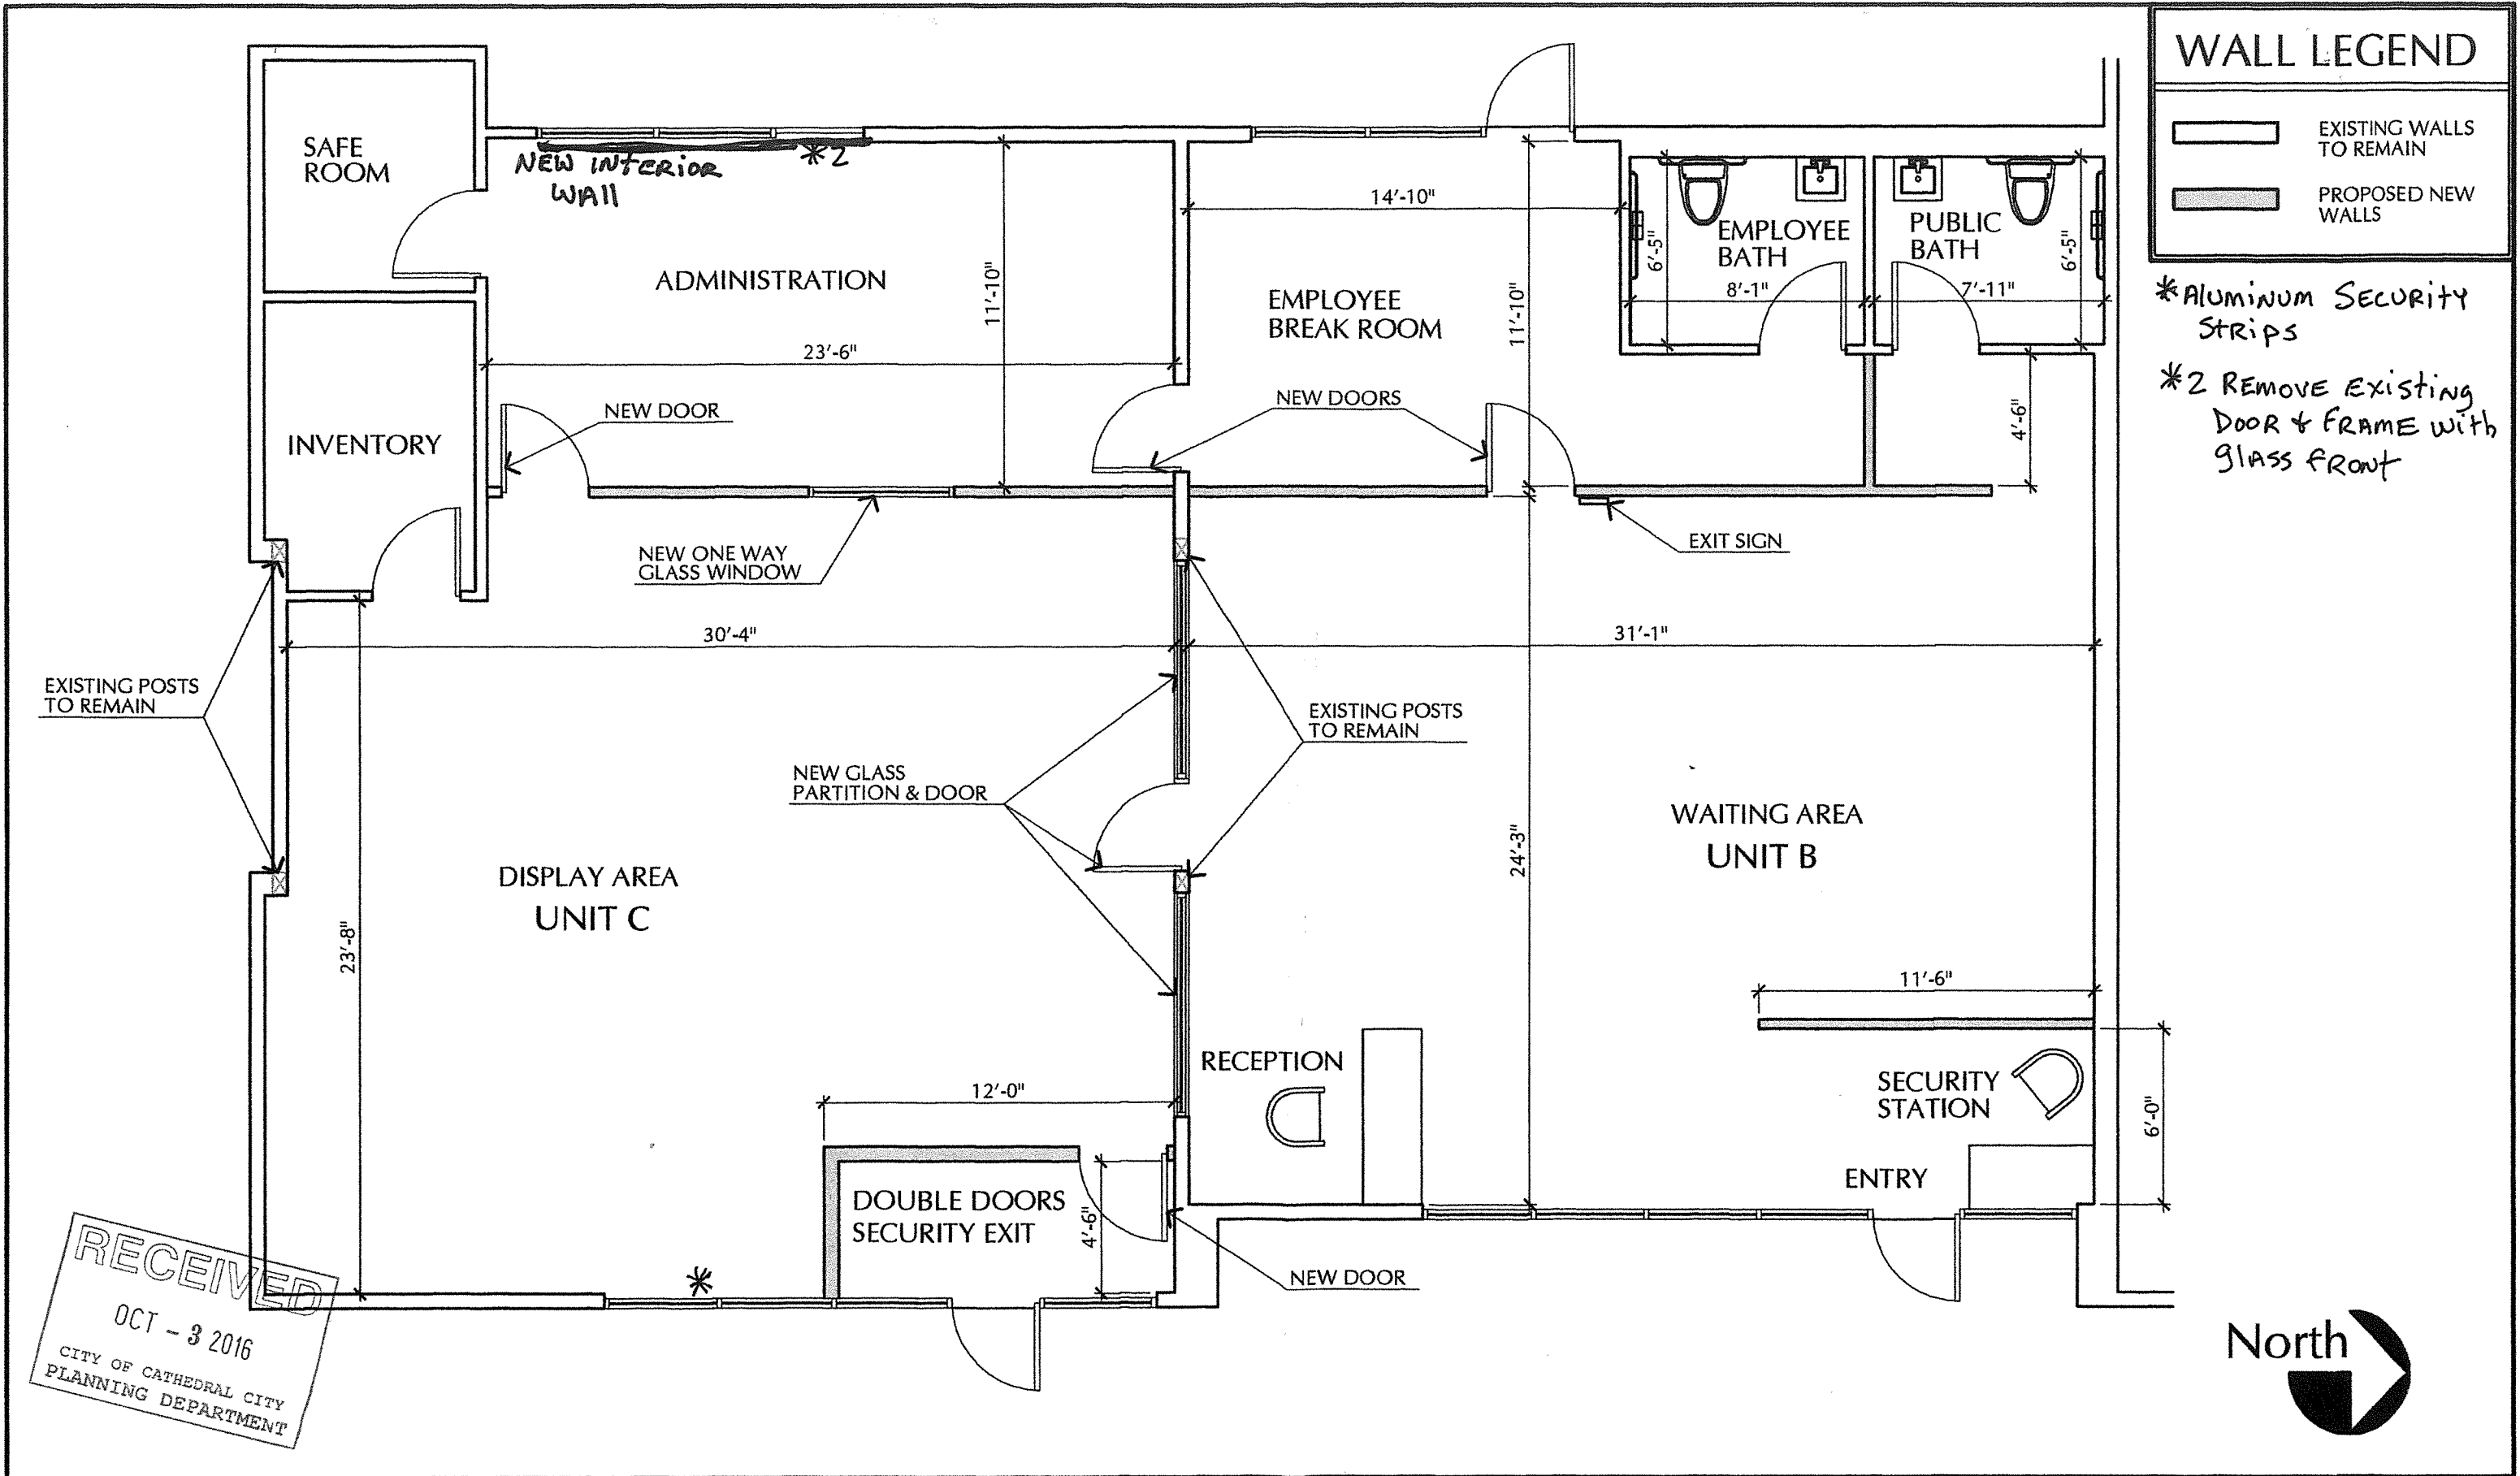 WALL LEGEND
EXISTING WALLS
TO REMAIN
PROPOSED NEW
WALLS
*Aluminum Security
Strips
*2 Remove Existing
Door & Frame with
glass front
SAFE
ROOM
New Interior
Wall
*2
ADMINISTRATION
11'-10"
23'-6"
14'-10"
EMPLOYEE
BREAK ROOM
11'-10"
6'-5"
EMPLOYEE
BATH
8'-1"
PUBLIC
BATH
6'-5"
7'-11"
4'-6"
INVENTORY
NEW DOOR
NEW DOORS
NEW ONE WAY
GLASS WINDOW
EXIT SIGN
30'-4"
31'-1"
EXISTING POSTS
TO REMAIN
EXISTING POSTS
TO REMAIN
NEW GLASS
PARTITION & DOOR
24'-3"
WAITING AREA
UNIT B
DISPLAY AREA
UNIT C
23'-8"
11'-6"
RECEPTION
12'-0"
SECURITY
STATION
6'-0"
ENTRY
DOUBLE DOORS
SECURITY EXIT
4'-6"
NEW DOOR
*
RECEIVED
OCT - 3 2016
CITY OF CATHEDRAL CITY
PLANNING DEPARTMENT
North